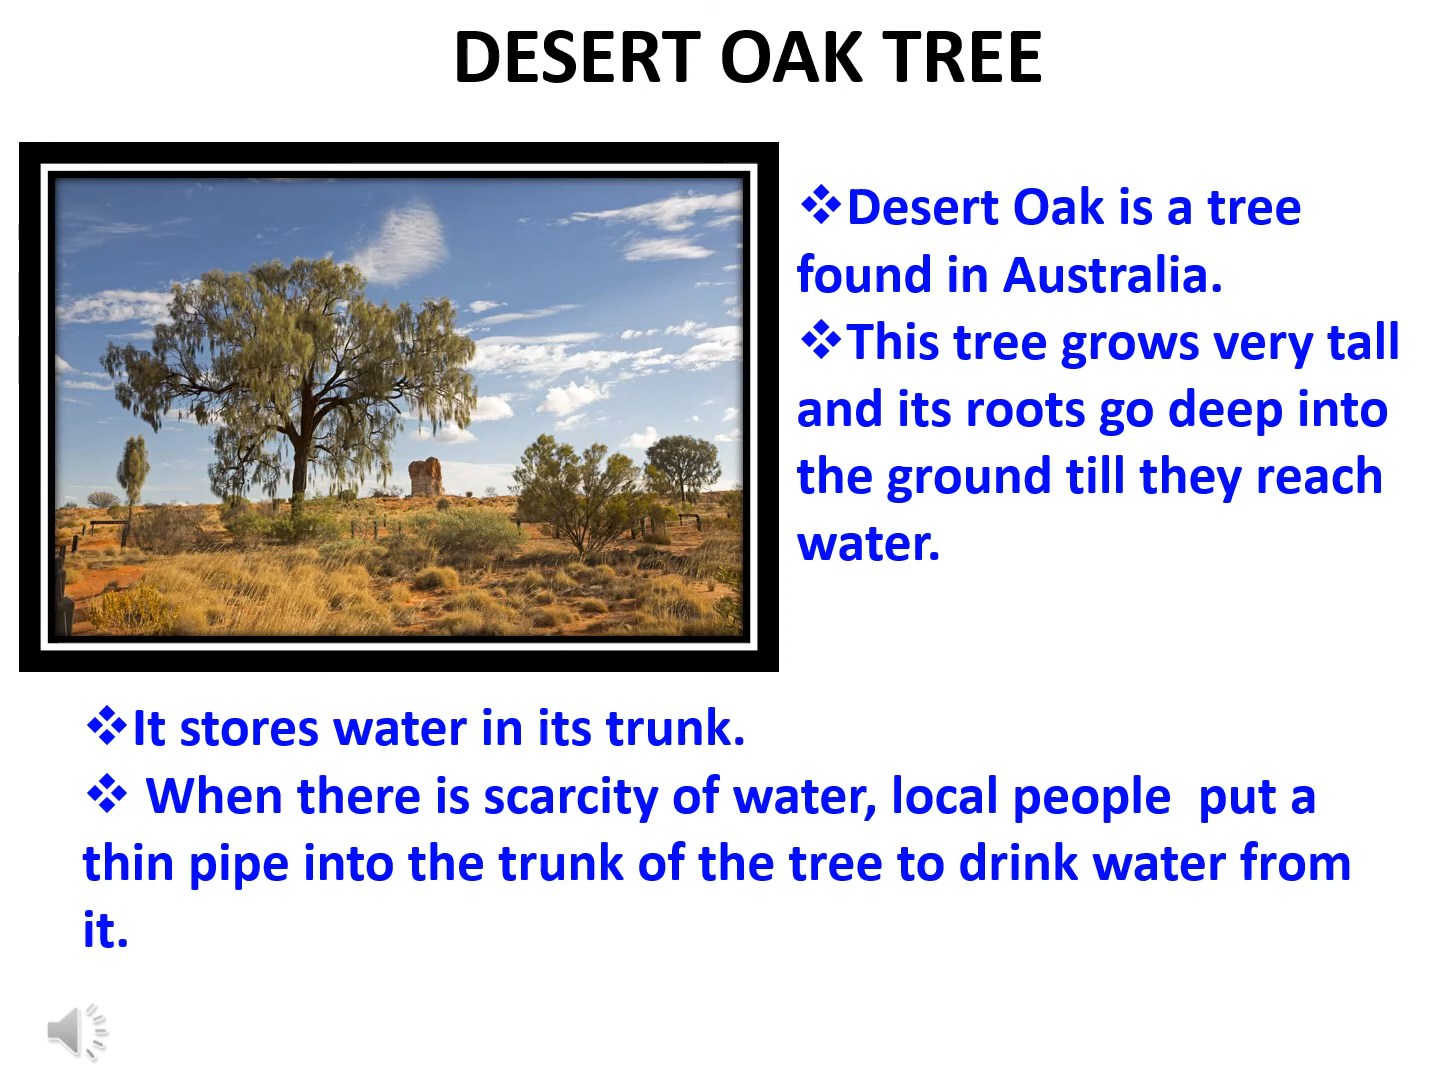 DESERT OAK TREE
❖Desert Oak is a tree
found in Australia.
❖This tree grows very tall
and its roots go deep into
the ground till they reach
water.
❖It stores water in its trunk.
❖ When there is scarcity of water, local people  put a
thin pipe into the trunk of the tree to drink water from
it.